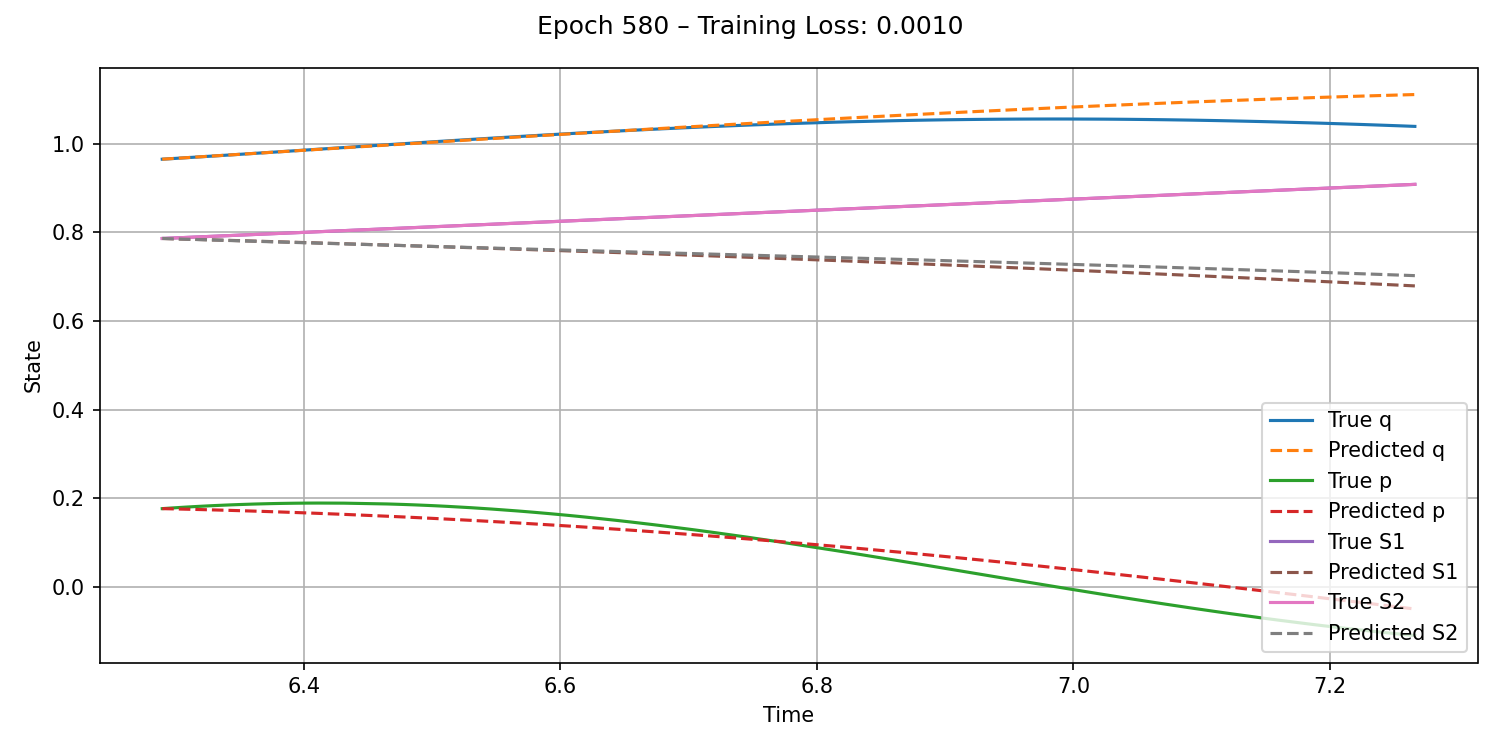 Epoch 580 – Training Loss: 0.0010
1.0
0.8
0.6
0.4
0.2
0.0
State
6.4
6.6
6.8
7.0
7.2
Time
True q
Predicted q
True p
Predicted p
True S1
Predicted S1
True S2
Predicted S2